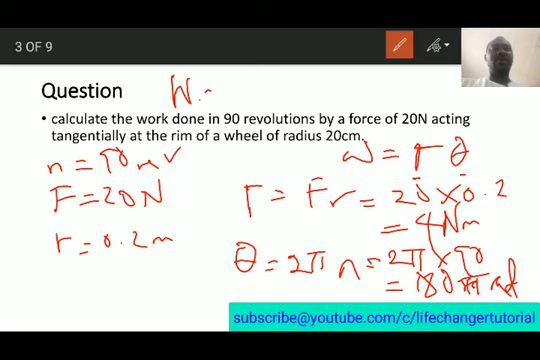 3 OF 9
Question
W
• calculate the work done in 90 revolutions by a force of 20N acting
tangentially at the rim of a wheel of radius 20cm.
n = 90 rev
F = 20N
r = 0.2m
W = Γ θ
Γ = Fr = 20 x 0.2
= 4Nm
θ = 2π n = 2π x 90
= 180π rad
subscribe@youtube.com/c/lifechangertutorial